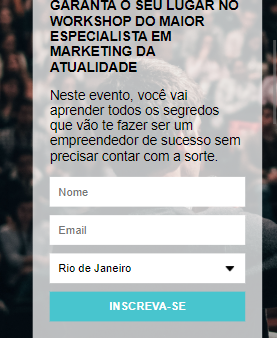 GARANTA O SEU LUGAR NO
WORKSHOP DO MAIOR
ESPECIALISTA EM
MARKETING DA
ATUALIDADE
Neste evento, você vai
aprender todos os segredos
que vão te fazer ser um
empreendedor de sucesso sem
precisar contar com a sorte.
Nome
Email
Rio de Janeiro
INSCREVA-SE